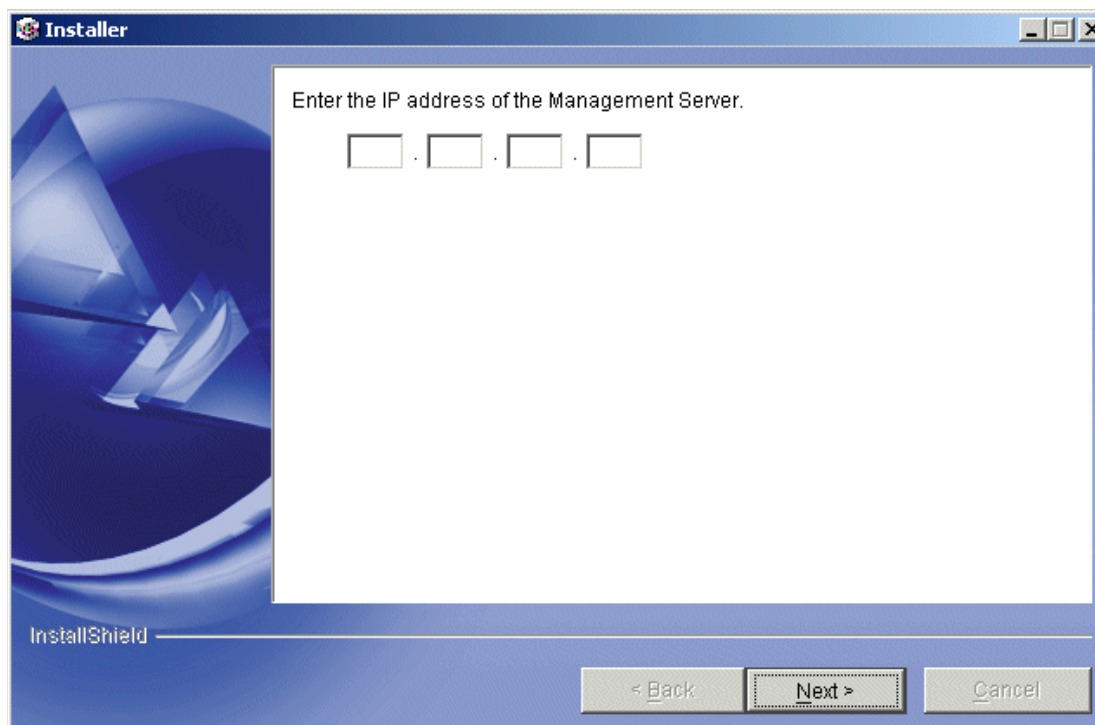 Installer
Enter the IP address of the Management Server.
. . .
InstallShield
< Back Next > Cancel